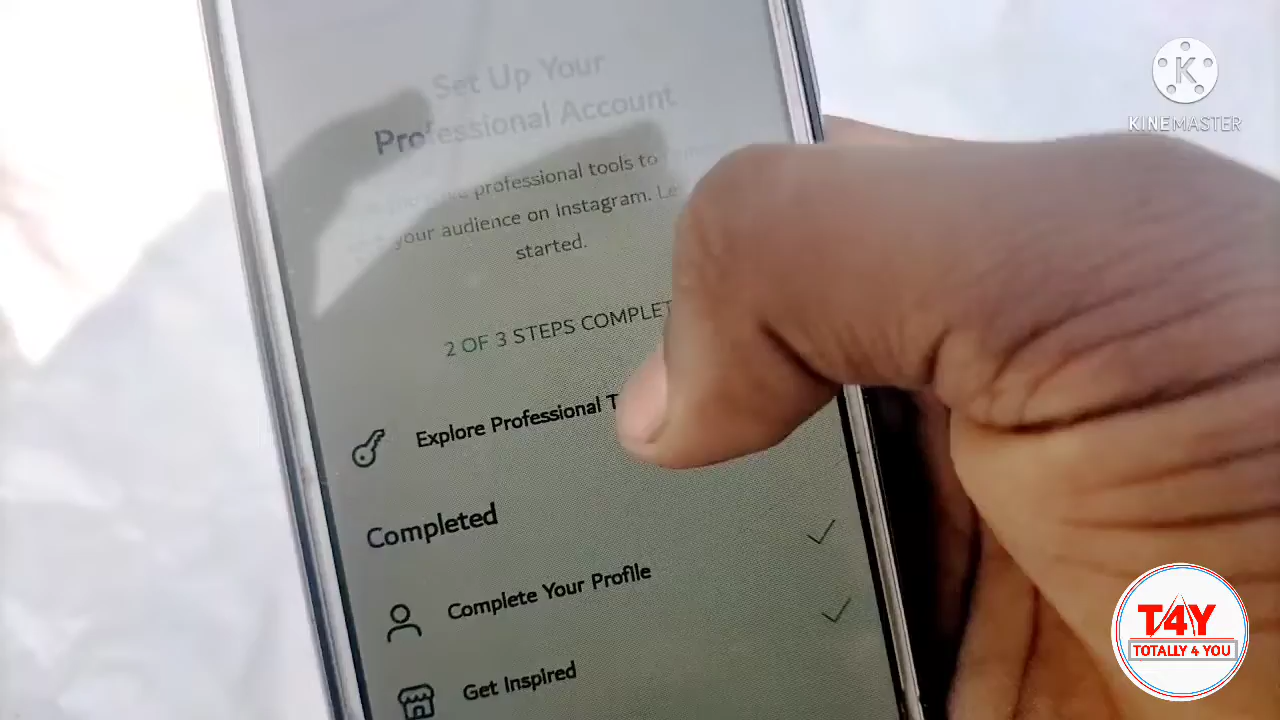 Set Up Your
Professional Account
professional tools to
your audience on Instagram. Le
started.
2 OF 3 STEPS COMPLET
Explore Professional T
Completed
Complete Your Profile
Get Inspired
K
KINEMASTER
T4Y
TOTALLY 4 YOU